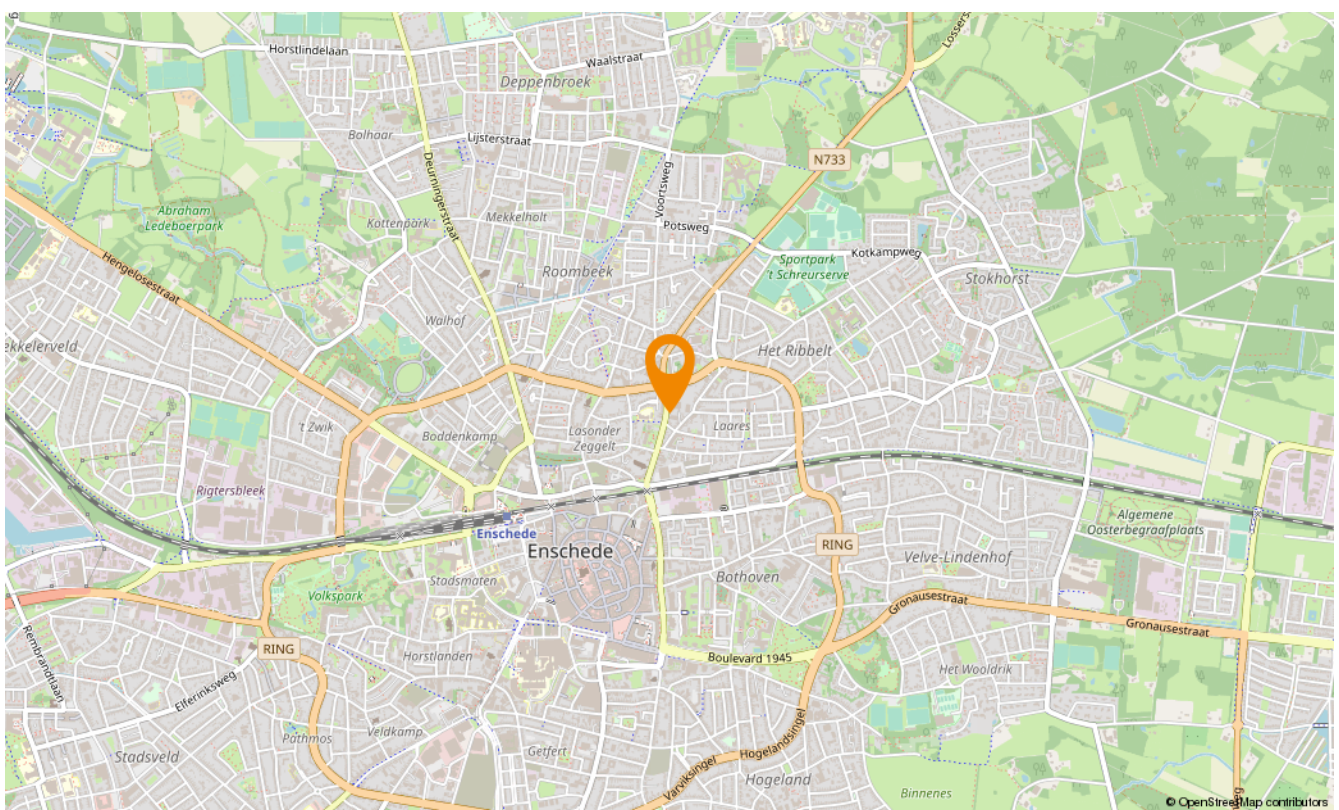 Horstlindelaan
Waalstraat
Deppenbroek
Bolhaar
Lijsterstraat
N733
Deurningerstraat
Voortsweg
Abraham
Ledeboerpark
Kottenpark
Mekkelholt
Potsweg
Kotkampweg
Sportpark
't Schreurserve
Stokhorst
Roombeek
Hengelosestraat
Walhof
Het Ribbelt
't Zwik
Boddenkamp
Lasonder
Zeggelt
Laares
Rigtersbleek
Enschede
Enschede
Algemene
Oosterbegraafplaats
RING
Velve-Lindenhof
Stadsmaten
Bothoven
Volkspark
Gronausestraat
Gronausestraat
Rembrandtlaan
RING
Horstlanden
Boulevard 1945
Het Wooldrik
Elferinksweg
Veldkamp
Pathmos
Stadsveld
Getfert
Hogelandsingel
Varviksingel
Hogeland
Binnenes
© OpenStreetMap contributors